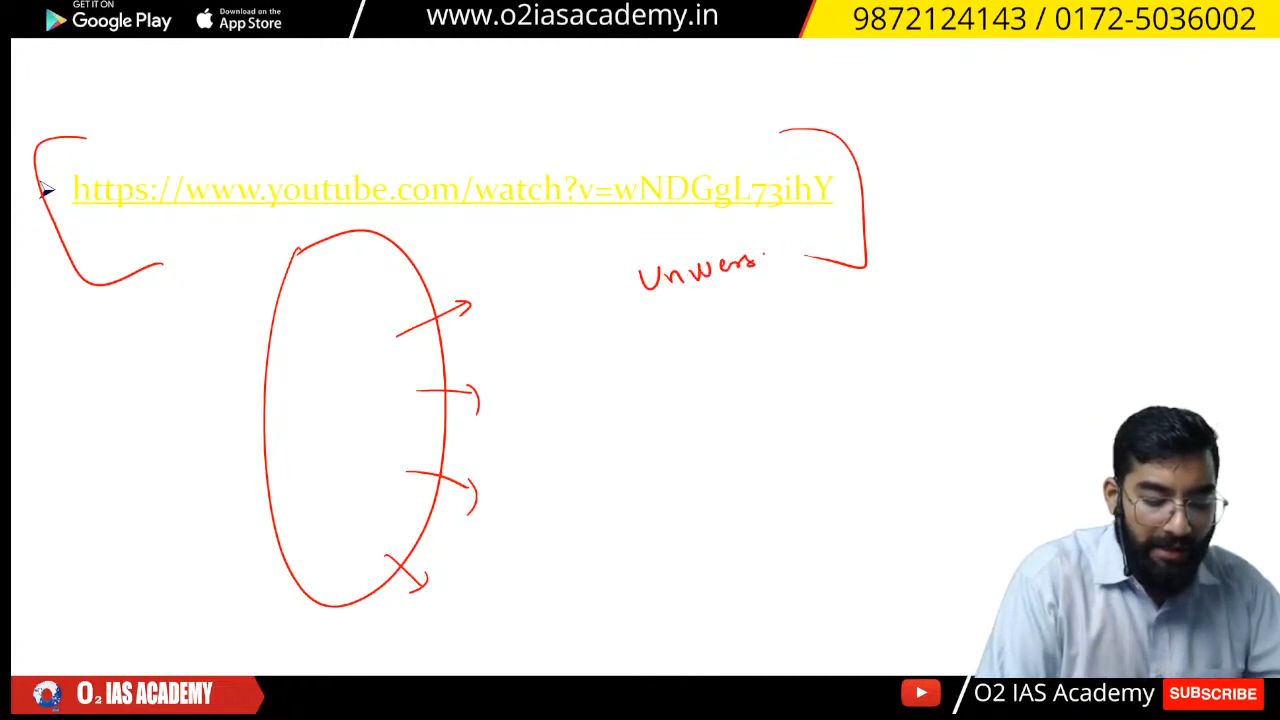 GET IT ON
Google Play
Download on the
App Store
www.o2iasacademy.in
9872124143 / 0172-5036002
https://www.youtube.com/watch?v=wNDGgL73ihY
Univers
O2 IAS ACADEMY
O2 IAS Academy
SUBSCRIBE